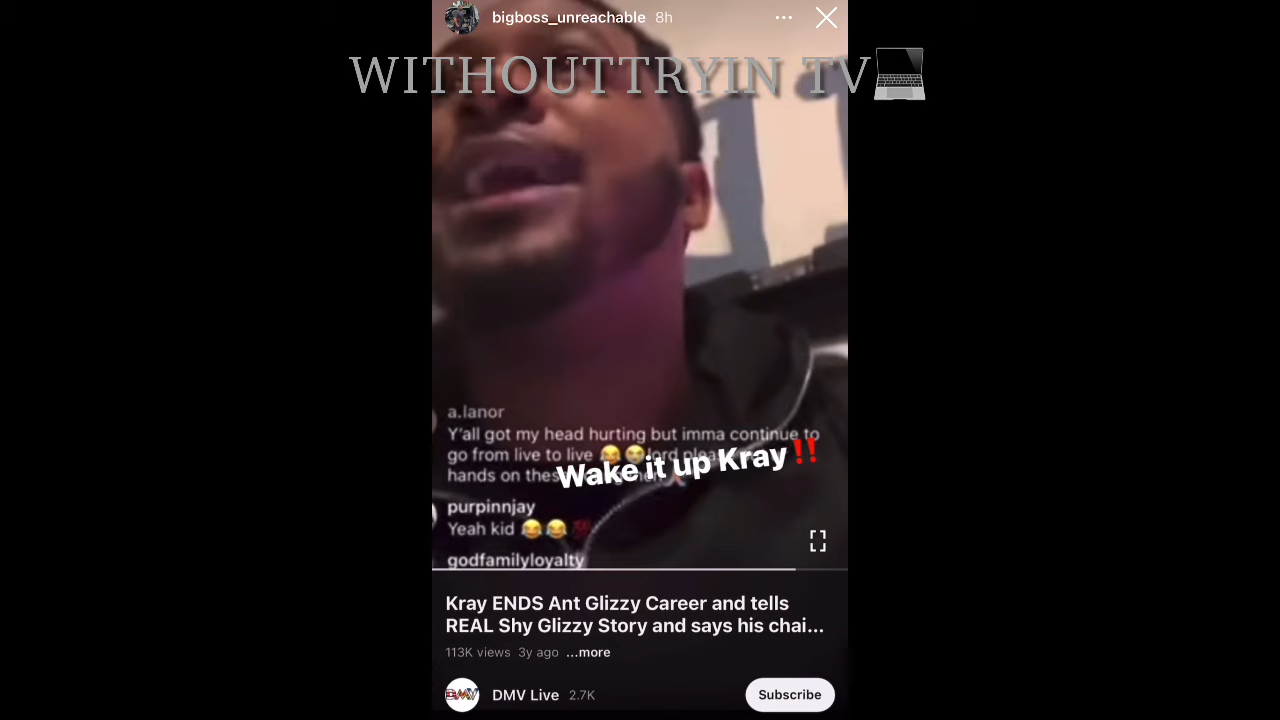 bigboss_unreachable 8h
WITHOUTTRYIN TV
a.lanor
Y'all got my head hurting but imma continue to
go from live to live 😂😭lord
hands on
Wake it up Kray‼️
purpinnjay
Yeah kid 😂😂💯
godfamilyloyalty
Kray ENDS Ant Glizzy Career and tells
REAL Shy Glizzy Story and says his chai...
113K views 3y ago ...more
DMV
DMV Live 2.7K
Subscribe